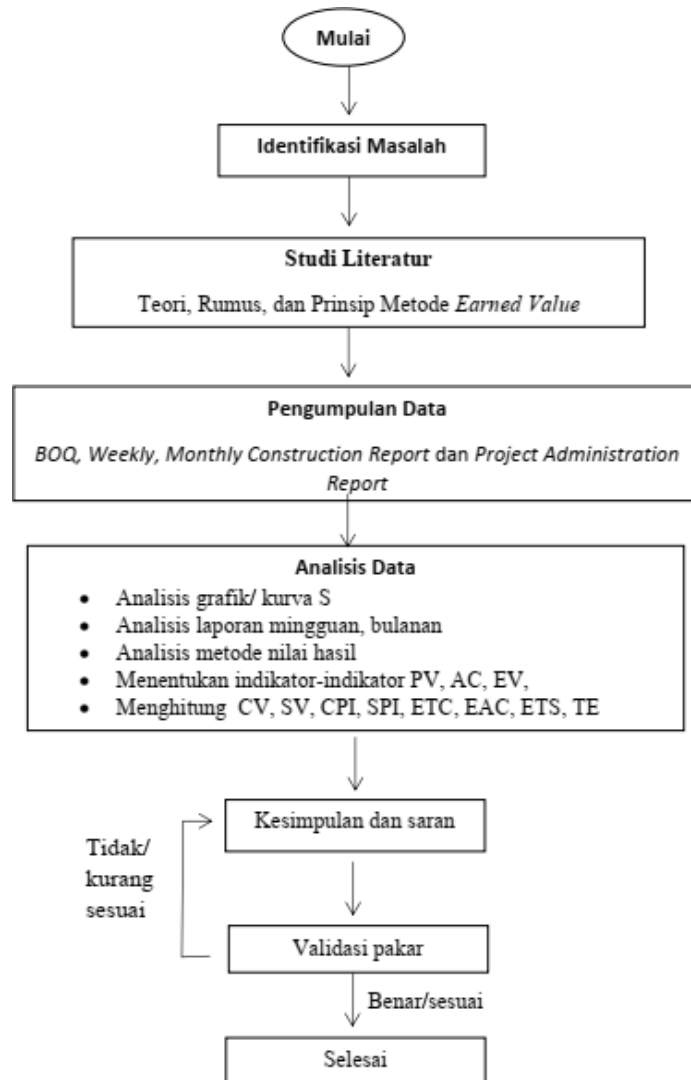 Mulai
Identifikasi Masalah
Studi Literatur
Teori, Rumus, dan Prinsip Metode Earned Value
Pengumpulan Data
BOQ, Weekly, Monthly Construction Report dan Project Administration
Report
Analisis Data
• Analisis grafik/ kurva S
• Analisis laporan mingguan, bulanan
• Analisis metode nilai hasil
• Menentukan indikator-indikator PV, AC, EV,
• Menghitung CV, SV, CPI, SPI, ETC, EAC, ETS, TE
Kesimpulan dan saran
Tidak/
kurang
sesuai
Validasi pakar
Benar/sesuai
Selesai